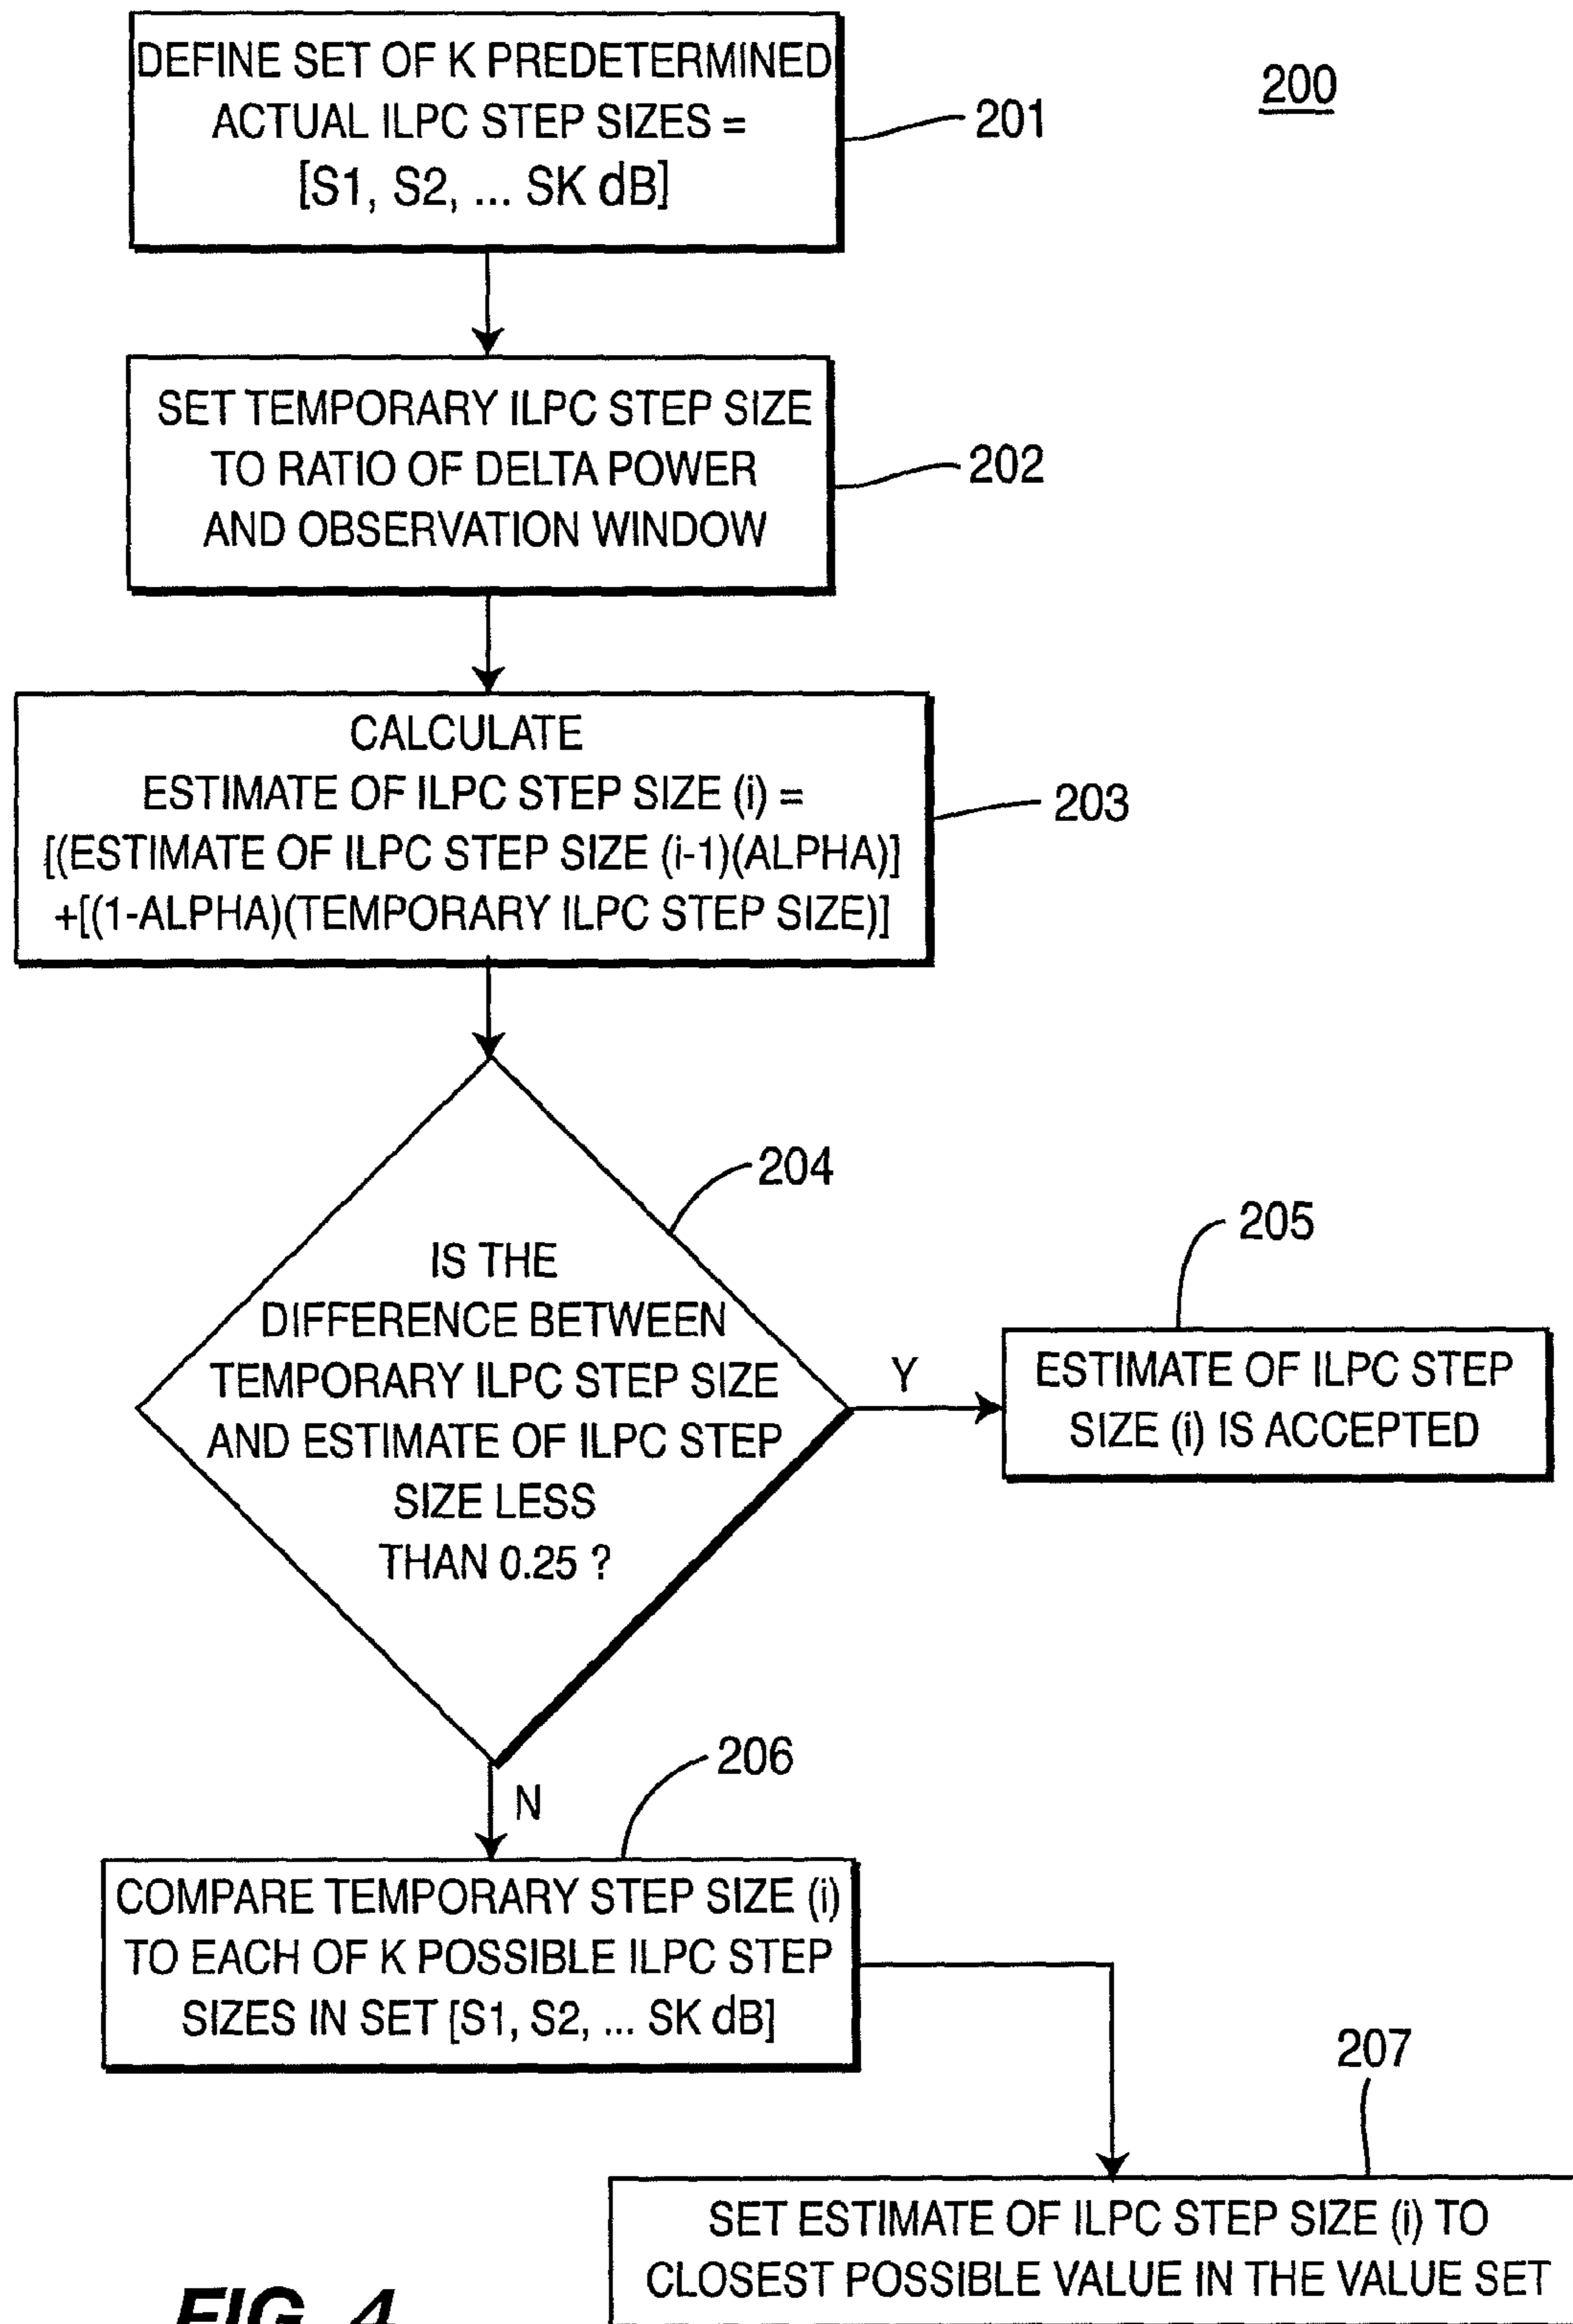 DEFINE SET OF K PREDETERMINED
ACTUAL ILPC STEP SIZES =
[S1, S2, ... SK dB]
201
200
SET TEMPORARY ILPC STEP SIZE
TO RATIO OF DELTA POWER
AND OBSERVATION WINDOW
202
CALCULATE
ESTIMATE OF ILPC STEP SIZE (i) =
[(ESTIMATE OF ILPC STEP SIZE (i-1)(ALPHA)]
+[(1-ALPHA)(TEMPORARY ILPC STEP SIZE)]
203
204
IS THE
DIFFERENCE BETWEEN
TEMPORARY ILPC STEP SIZE
AND ESTIMATE OF ILPC STEP
SIZE LESS
THAN 0.25 ?
Y
205
ESTIMATE OF ILPC STEP
SIZE (i) IS ACCEPTED
N
206
COMPARE TEMPORARY STEP SIZE (i)
TO EACH OF K POSSIBLE ILPC STEP
SIZES IN SET [S1, S2, ... SK dB]
207
SET ESTIMATE OF ILPC STEP SIZE (i) TO
CLOSEST POSSIBLE VALUE IN THE VALUE SET
FIG. 4